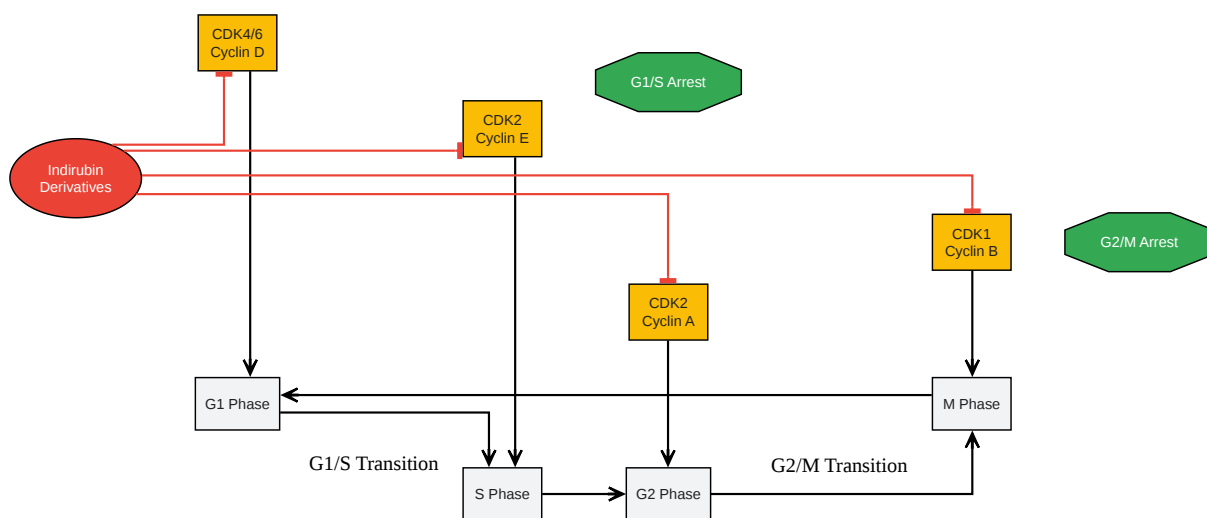 CDK4/6
Cyclin D
G1/S Arrest
CDK2
Cyclin E
Indirubin
Derivatives
CDK1
Cyclin B
G2/M Arrest
CDK2
Cyclin A
G1 Phase
M Phase
G1/S Transition
G2/M Transition
S Phase
G2 Phase